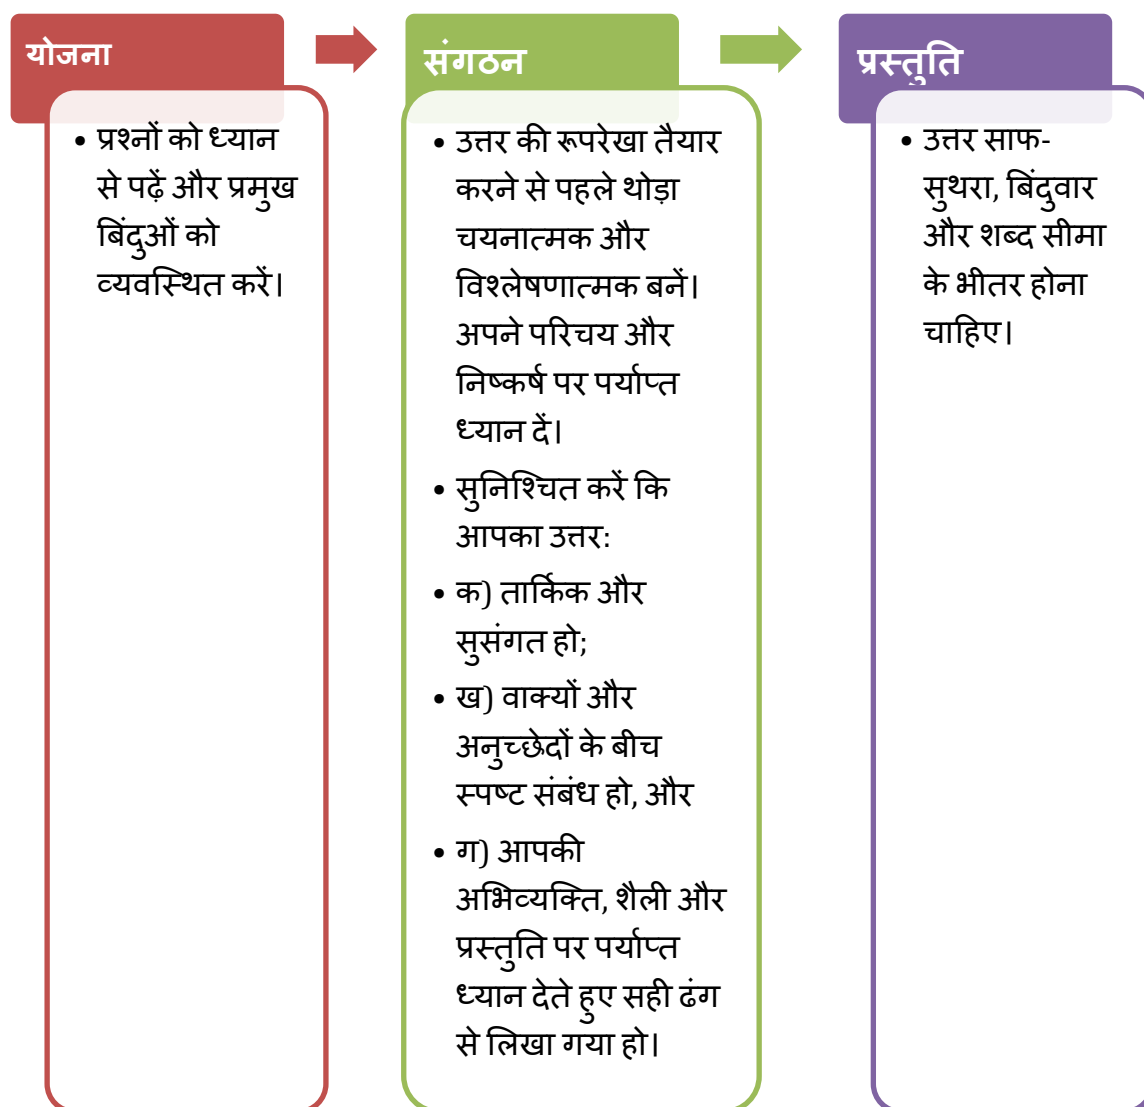 योजना
• प्रश्नों को ध्यान
से पढ़ें और प्रमुख
बिंदुओं को
व्यवस्थित करें।
संगठन
• उत्तर की रूपरेखा तैयार
करने से पहले थोड़ा
चयनात्मक और
विश्लेषणात्मक बनें।
अपने परिचय और
निष्कर्ष पर पर्याप्त
ध्यान दें।
• सुनिश्चित करें कि
आपका उत्तर:
• क) तार्किक और
सुसंगत हो;
• ख) वाक्यों और
अनुच्छेदों के बीच
स्पष्ट संबंध हो, और
• ग) आपकी
अभिव्यक्ति, शैली और
प्रस्तुति पर पर्याप्त
ध्यान देते हुए सही ढंग
से लिखा गया हो।
प्रस्तुति
• उत्तर साफ-
सुथरा, बिंदुवार
और शब्द सीमा
के भीतर होना
चाहिए।